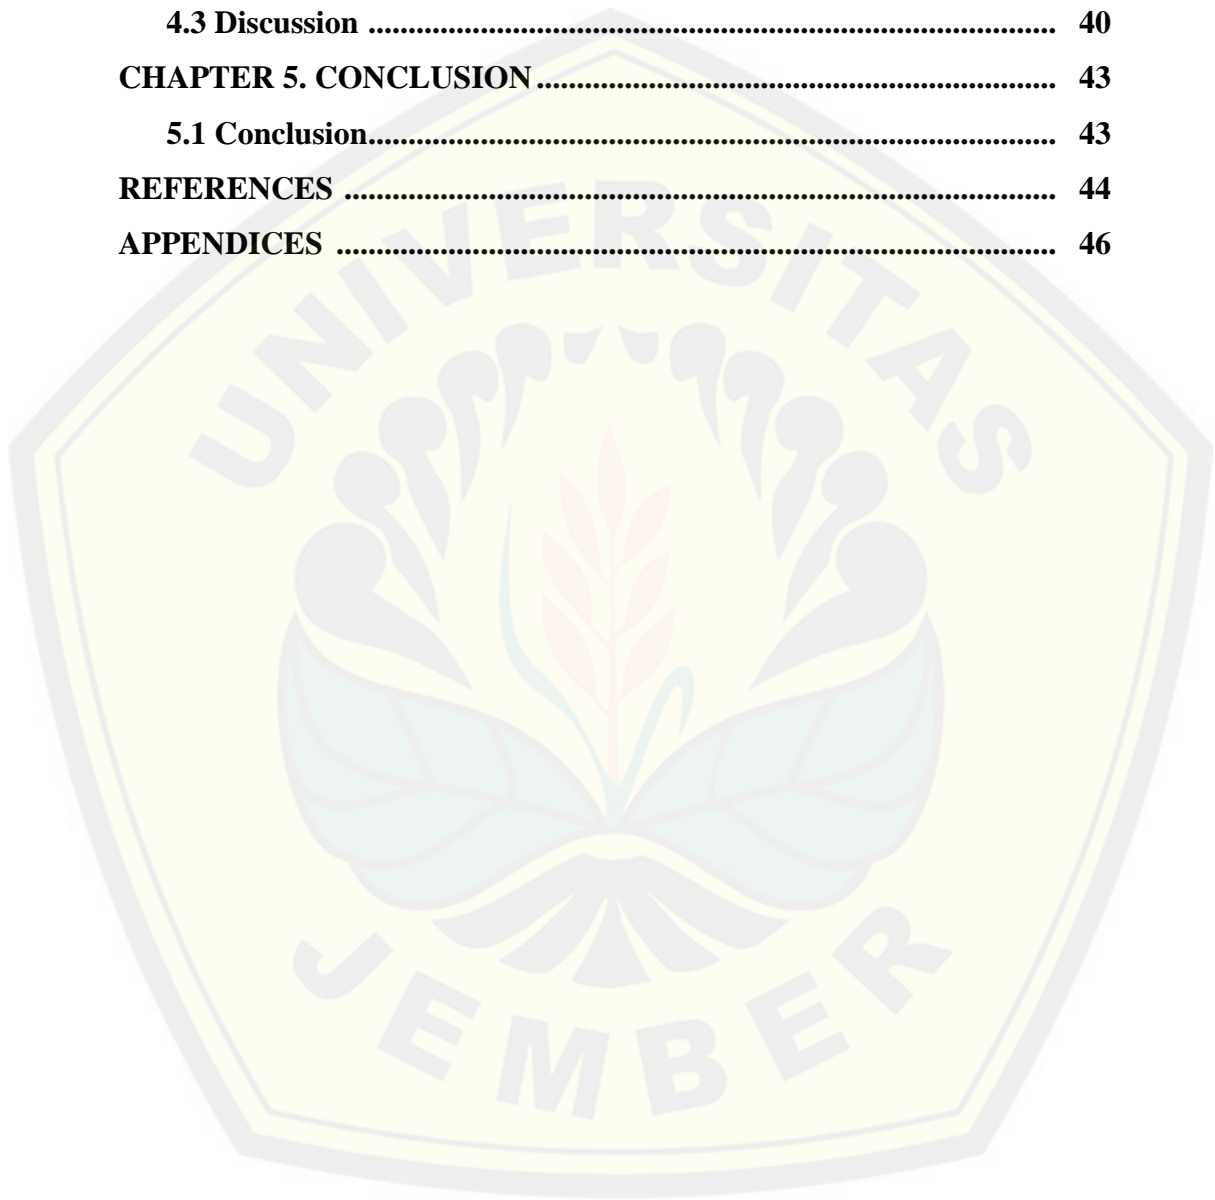 4.3 Discussion ........................................................................................ 40
CHAPTER 5. CONCLUSION .................................................................. 43
5.1 Conclusion........................................................................................ 43
REFERENCES ........................................................................................... 44
APPENDICES ............................................................................................ 46
UNIVERSITAS
JEMBER